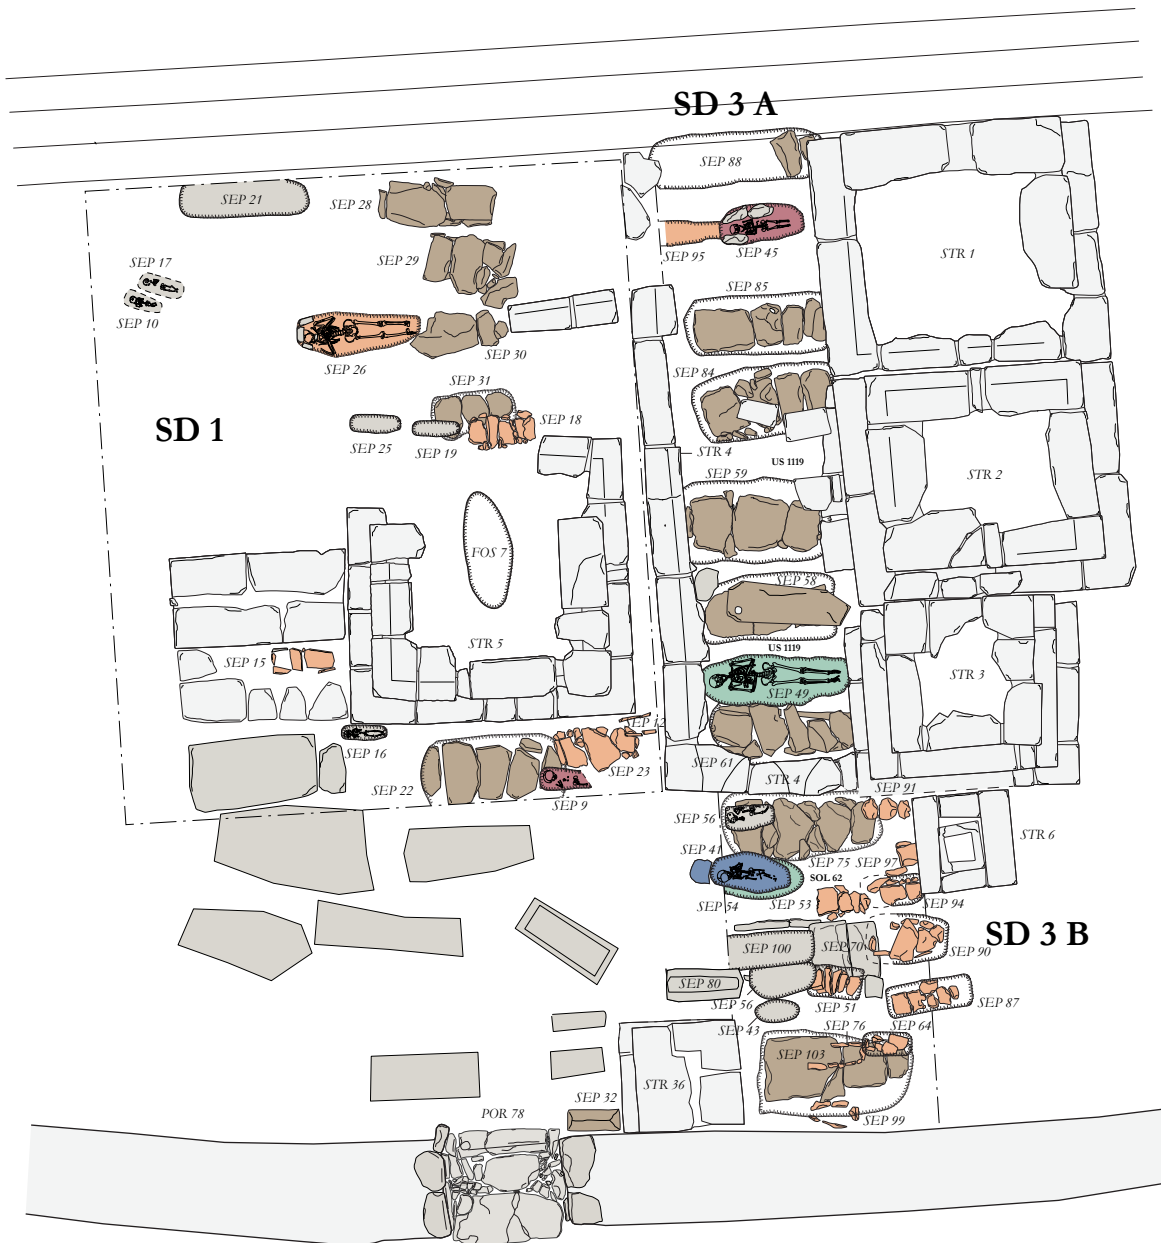 SD 3 A
SEP 88
SEP 21
SEP 28
SEP 95
SEP 45
STR 1
SEP 29
SEP 17
SEP 10
SEP 85
SEP 30
SEP 26
SEP 84
SEP 31
SEP 18
SD 1
SEP 25
SEP 19
STR 4
US 1119
SEP 59
STR 2
FOS 7
SEP 58
STR 5
US 1119
SEP 15
SEP 49
STR 3
SEP 12
SEP 16
SEP 61
SEP 23
STR 4
SEP 22
SEP 9
SEP 91
SEP 56
STR 6
SEP 41
SEP 75
SEP 97
SOL 62
SEP 54
SEP 53
SEP 94
SD 3 B
SEP 100
SEP 70
SEP 90
SEP 80
SEP 56
SEP 51
SEP 87
SEP 43
SEP 76
SEP 64
SEP 103
STR 36
SEP 32
POR 78
SEP 99